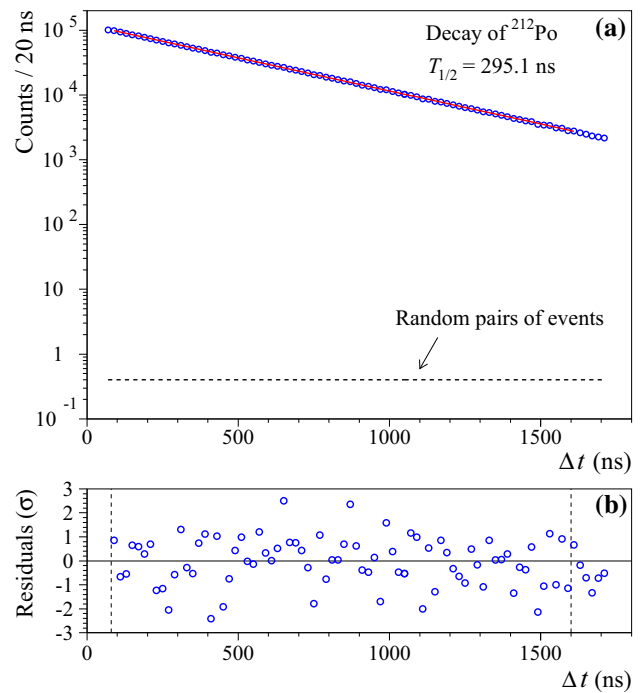 (a)
Decay of ²¹²Po
T₁/₂ = 295.1 ns
Counts / 20 ns
10⁵
10⁴
10³
10²
10
1
10⁻¹
Random pairs of events
0 500 1000 1500
Δt (ns)
(b)
Residuals (σ)
3
2
1
0
-1
-2
-3
0 500 1000 1500
Δt (ns)